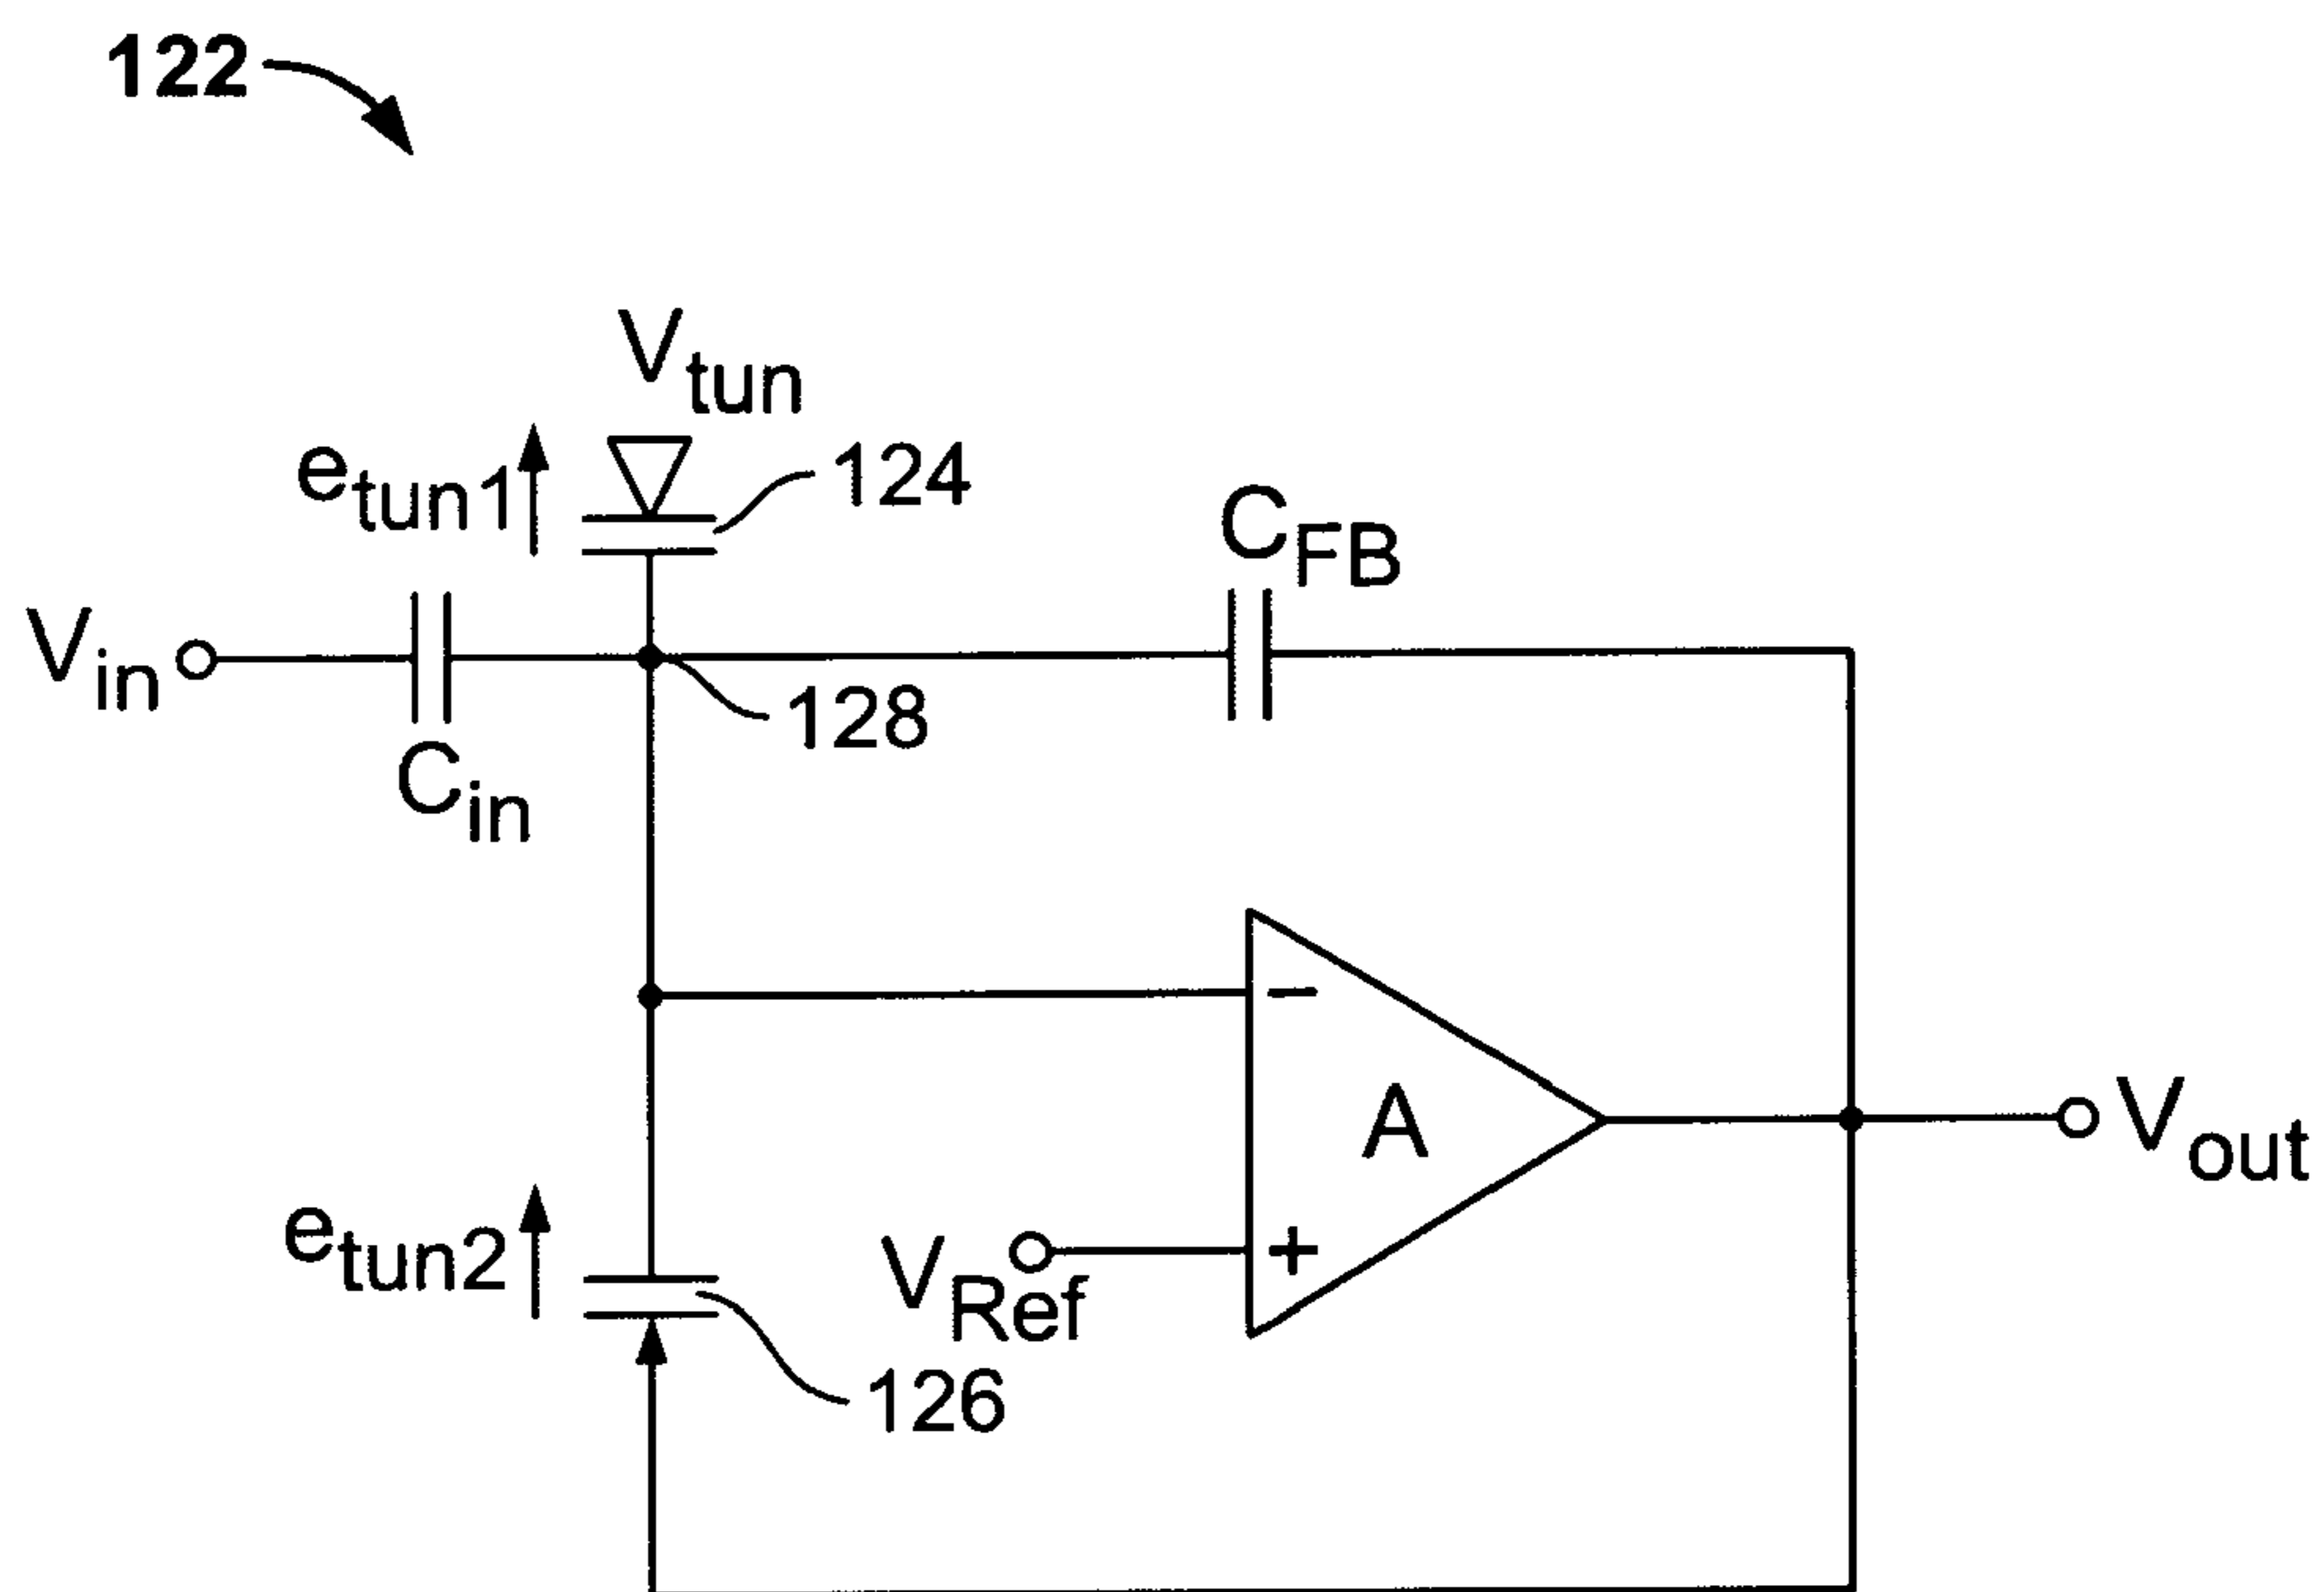 122
Vtun
etun1
124
CFB
Vin
128
Cin
−
A
Vout
etun2
VRef
+
126